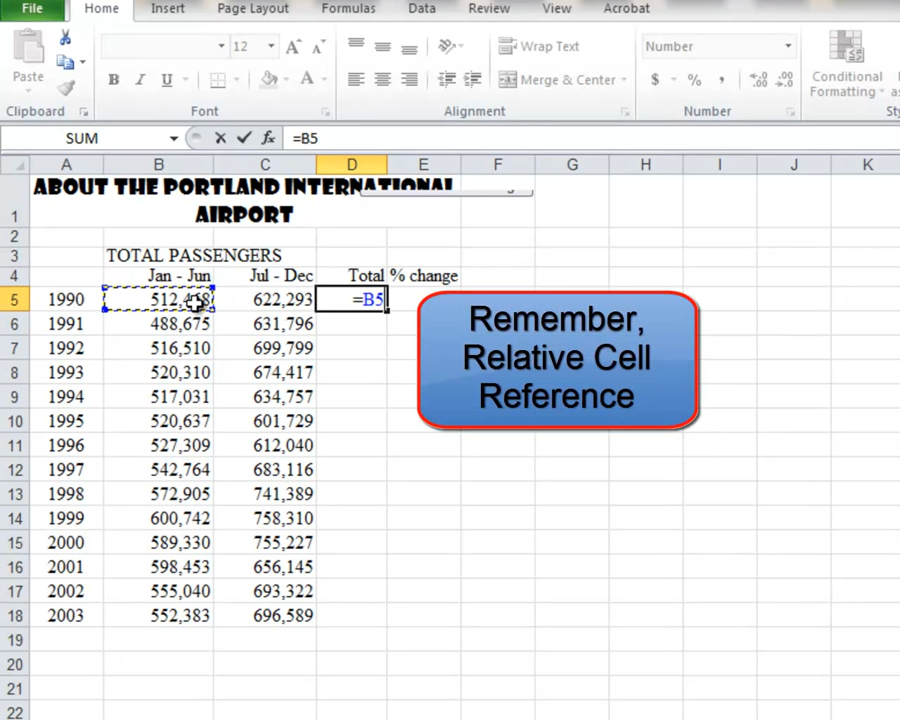 File Home Insert Page Layout Formulas Data Review View Acrobat
12 A A Wrap Text Number
Paste B I U A Merge & Center $ % , .00 Conditional
Formatting
Clipboard Font Alignment Number
SUM fx =B5
A B C D E F G H I J K
ABOUT THE PORTLAND INTERNATIONAL
1 AIRPORT
2
3 TOTAL PASSENGERS
4 Jan - Jun Jul - Dec Total % change
5 1990 622,293 =B5
6 1991 488,675 631,796
7 1992 516,510 699,799
8 1993 520,310 674,417
9 1994 517,031 634,757
10 1995 520,637 601,729
11 1996 527,309 612,040
12 1997 542,764 683,116
13 1998 572,905 741,389
14 1999 600,742 758,310
15 2000 589,330 755,227
16 2001 598,453 656,145
17 2002 555,040 693,322
18 2003 552,383 696,589
19
20
21
22
Remember,
Relative Cell
Reference